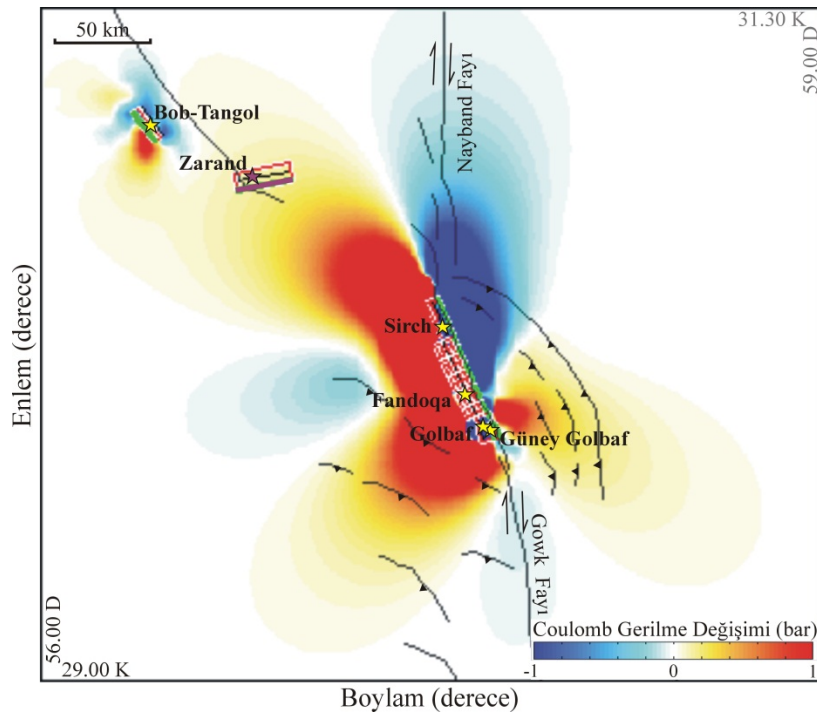 31.30 K
59.00 D
50 km
Bob-Tangol
Zarand
Nayband Fayı
Sirch
Fandoqa
Golbaf
Güney Golbaf
Gowk Fayı
Enlem (derece)
56.00 D
29.00 K
Coulomb Gerilme Değişimi (bar)
-1 0 1
Boylam (derece)